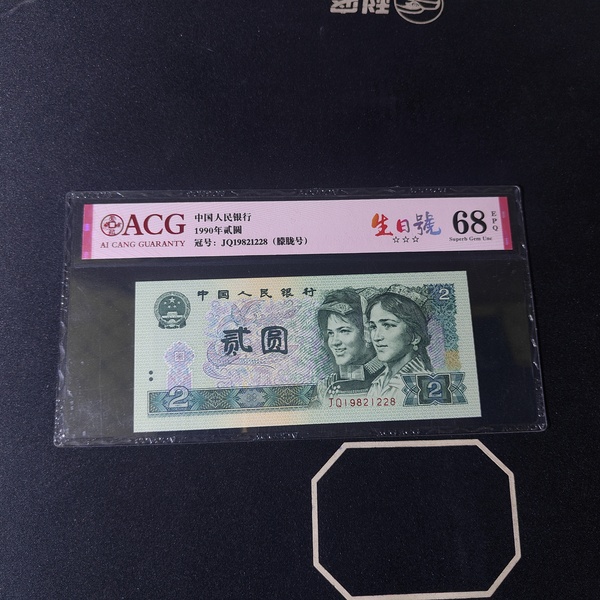 ACG
AI CANG GUARANTY
中国人民银行
1990年贰圆
冠号：JQ19821228（朦胧号）
生日號
☆☆☆
68
EPQ
Superb Gem Unc
中国人民银行
2
贰圆
2
2
JQ19821228